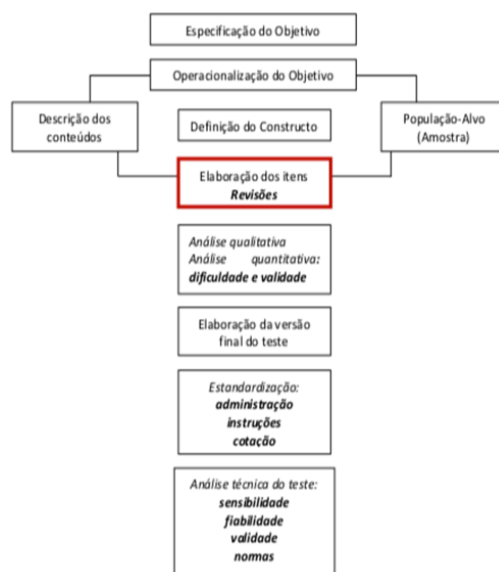 Especificação do Objetivo
Operacionalização do Objetivo
Descrição dos
conteúdos
Definição do Constructo
População-Alvo
(Amostra)
Elaboração dos itens
Revisões
Análise qualitativa
Análise quantitativa:
dificuldade e validade
Elaboração da versão
final do teste
Estandardização:
administração
instruções
cotação
Análise técnica do teste:
sensibilidade
fiabilidade
validade
normas